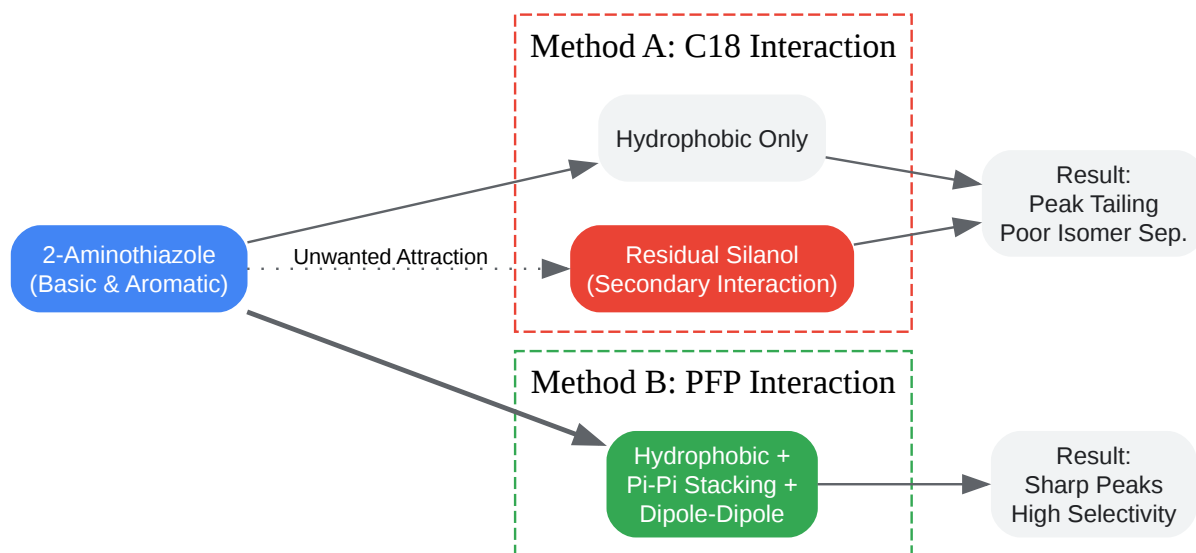 Method A: C18 Interaction
Hydrophobic Only
Result:
Peak Tailing
Poor Isomer Sep.
2-Aminothiazole
(Basic & Aromatic)
Unwanted Attraction
Residual Silanol
(Secondary Interaction)
Method B: PFP Interaction
Hydrophobic +
Pi-Pi Stacking +
Dipole-Dipole
Result:
Sharp Peaks
High Selectivity